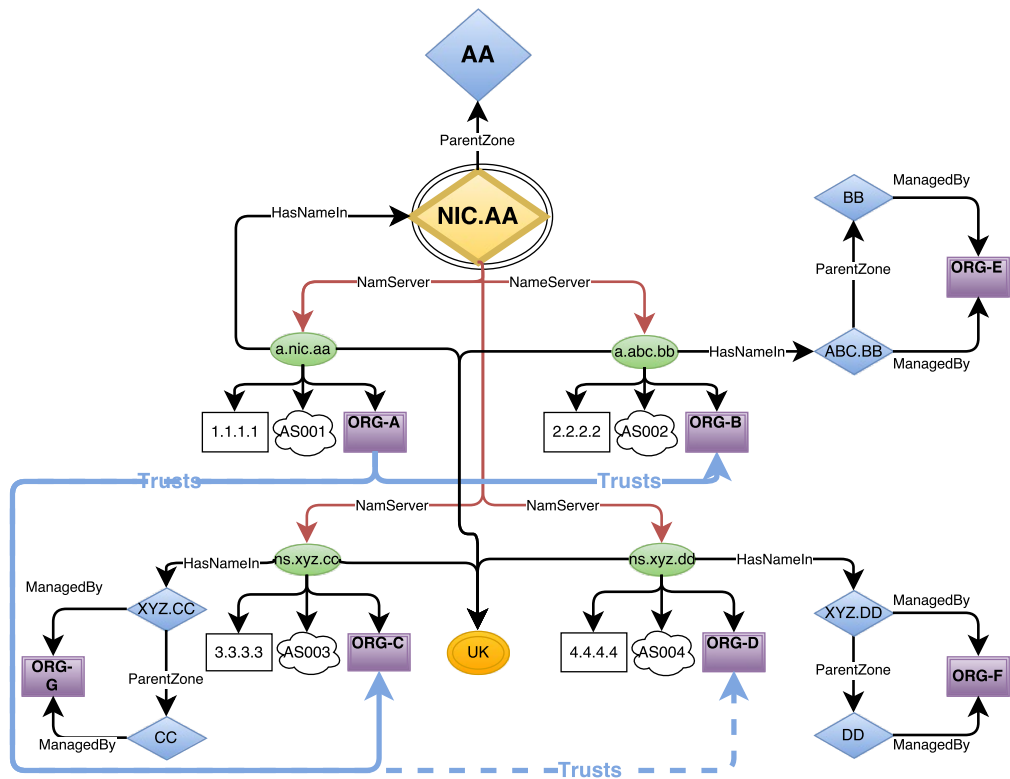 AA
ParentZone
NIC.AA
HasNameIn
NamServer
NameServer
a.nic.aa
a.abc.bb
HasNameIn
ABC.BB
ParentZone
BB
ManagedBy
ORG-E
ManagedBy
1.1.1.1
AS001
ORG-A
2.2.2.2
AS002
ORG-B
Trusts
Trusts
NamServer
NamServer
ns.xyz.cc
ns.xyz.dd
HasNameIn
HasNameIn
ManagedBy
XYZ.CC
3.3.3.3
AS003
ORG-C
UK
4.4.4.4
AS004
ORG-D
XYZ.DD
ManagedBy
ORG-
G
ParentZone
ParentZone
ORG-F
ManagedBy
CC
DD
ManagedBy
Trusts